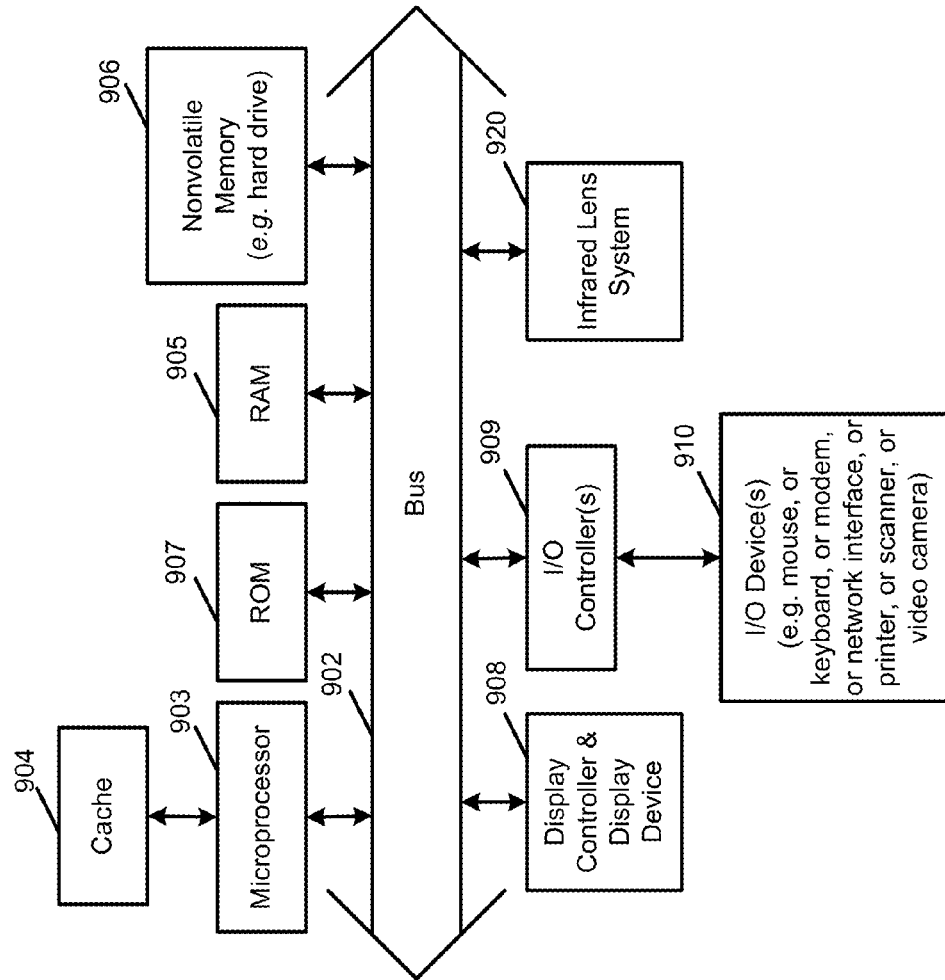 904
Cache
903
Microprocessor
902
907
ROM
905
RAM
906
Nonvolatile
Memory
(e.g. hard drive)
Bus
908
Display
Controller &
Display
Device
909
I/O
Controller(s)
920
Infrared Lens
System
910
I/O Device(s)
(e.g. mouse, or
keyboard, or modem,
or network interface, or
printer, or scanner, or
video camera)